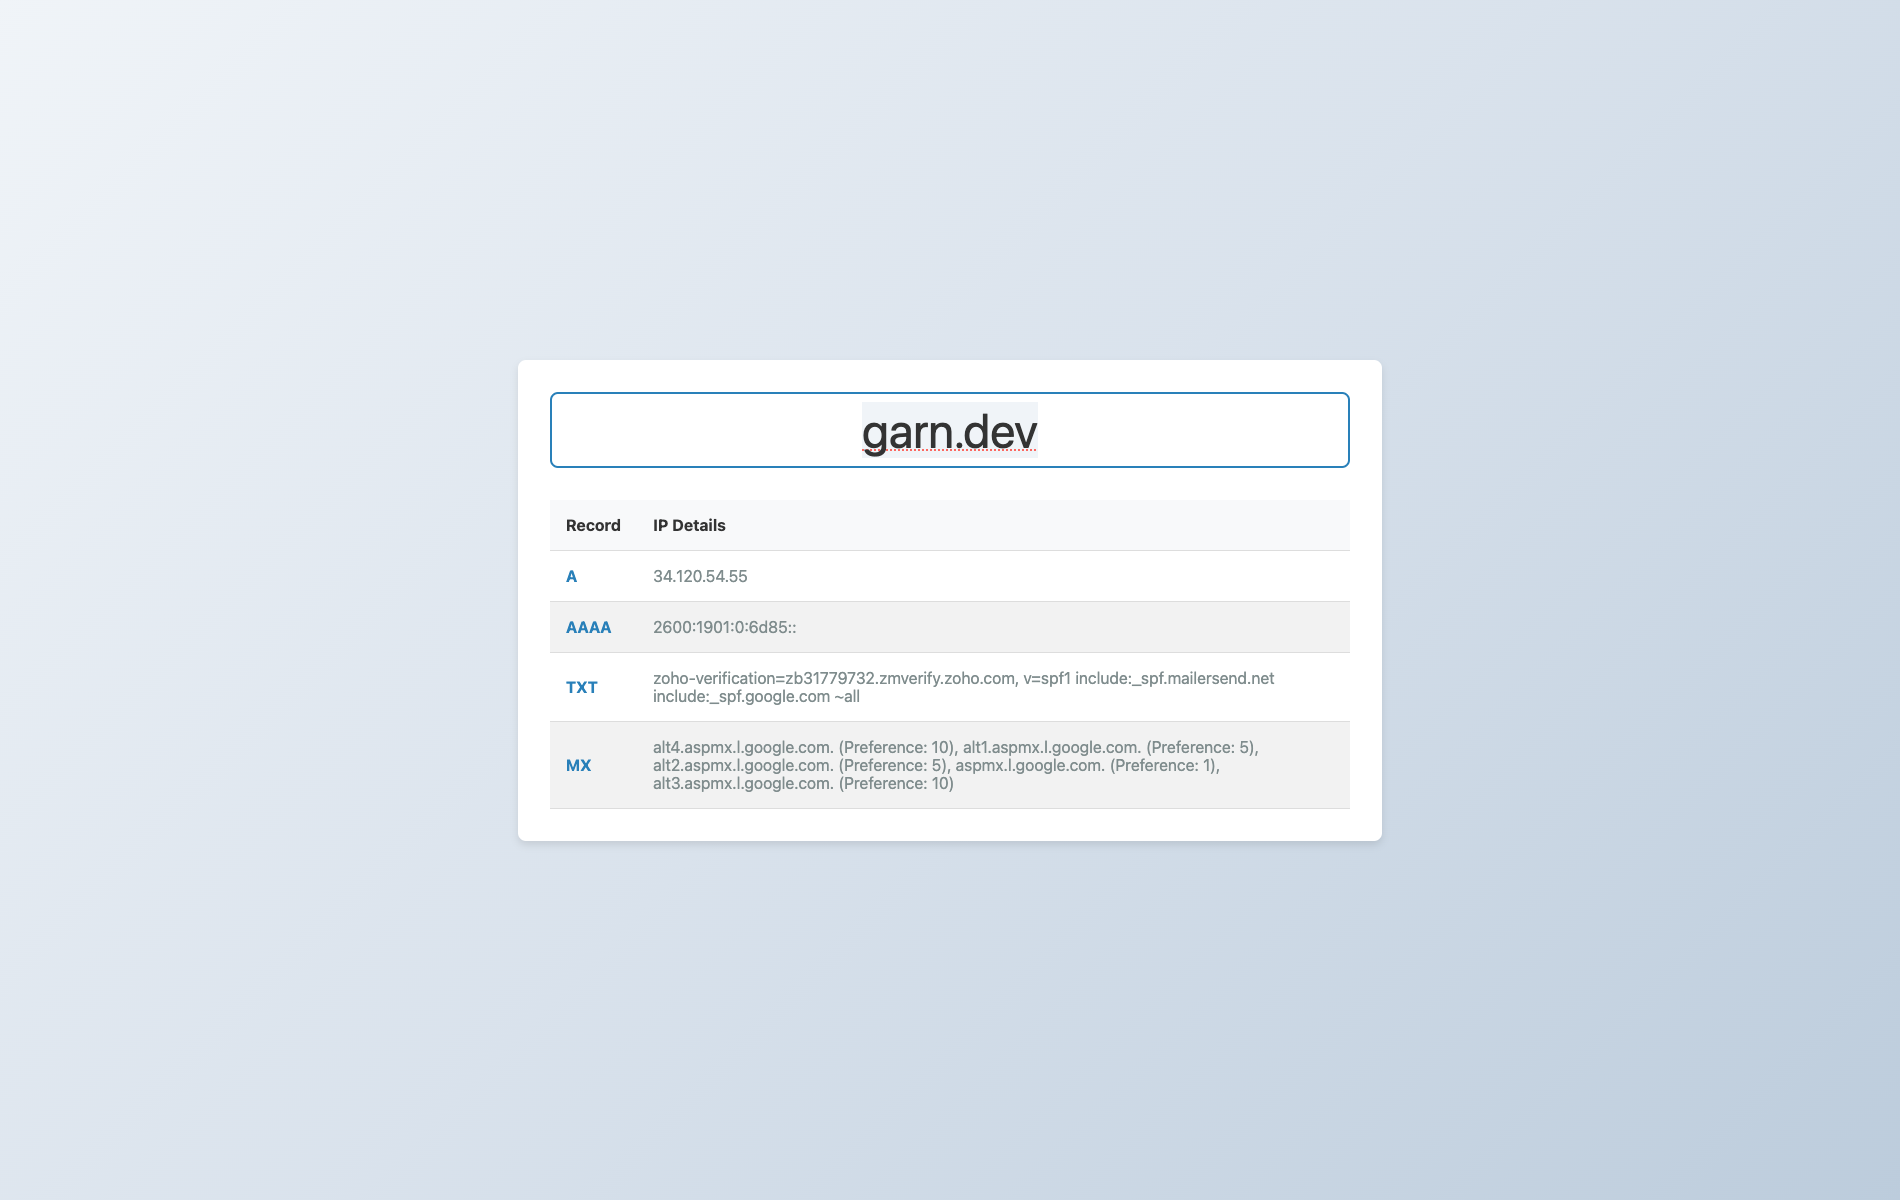 garn.dev
Record IP Details
A 34.120.54.55
AAAA 2600:1901:0:6d85::
TXT zoho-verification=zb31779732.zmverify.zoho.com, v=spf1 include:_spf.mailersend.net
include:_spf.google.com ~all
MX alt4.aspmx.l.google.com. (Preference: 10), alt1.aspmx.l.google.com. (Preference: 5),
alt2.aspmx.l.google.com. (Preference: 5), aspmx.l.google.com. (Preference: 1),
alt3.aspmx.l.google.com. (Preference: 10)